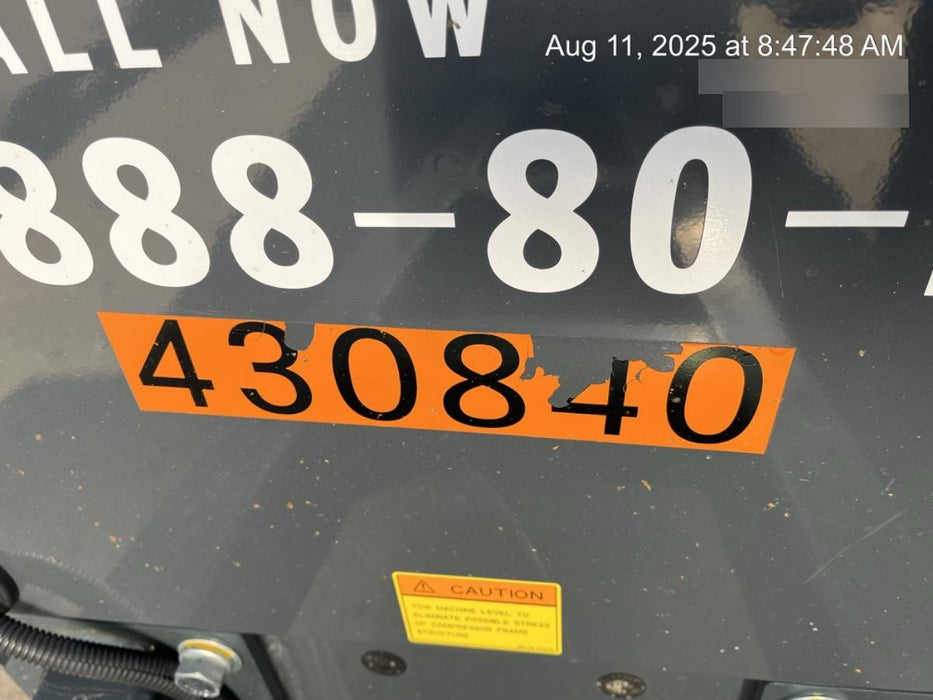 ALL NOW
Aug 11, 2025 at 8:47:48 AM
888-80-
430840
CAUTION
TOW MACHINE LEVEL TO
ELIMINATE POSSIBLE STRESS
OF COMPRESSOR FRAME
STRUCTURE